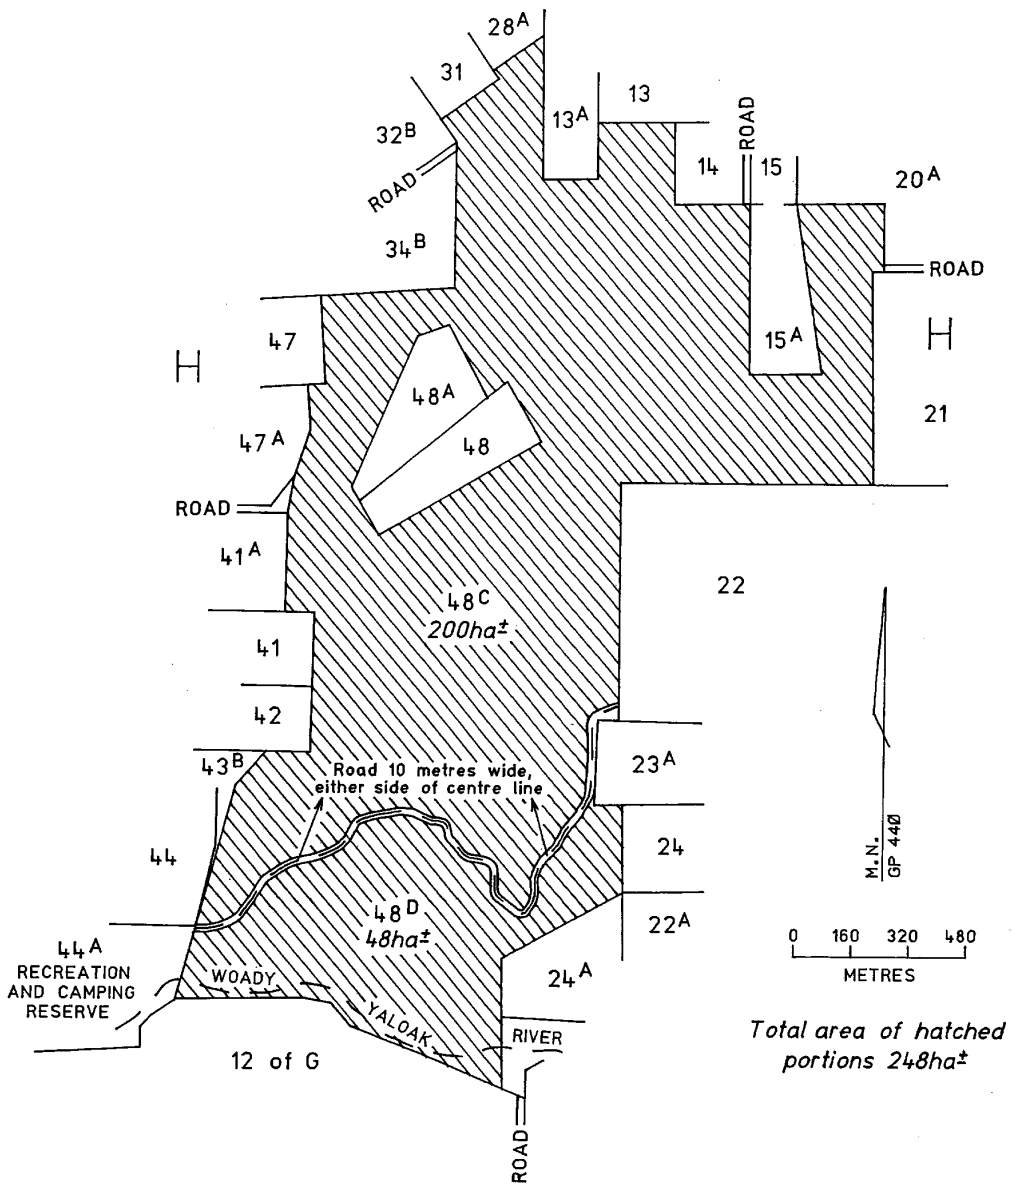 28A
31
13
13A
ROAD
32B
14
15
ROAD
20A
34B
ROAD
H
47
15A
H
48A
21
47A
48
ROAD
41A
22
48C
200ha±
41
42
43B
23A
Road 10 metres wide,
either side of centre line
44
24
M.N.
GP 440
48D
48ha±
22A
0 160 320 480
METRES
44A
RECREATION
AND CAMPING
RESERVE
WOADY
24A
YALOAK
RIVER
12 of G
Total area of hatched
portions 248ha±
ROAD